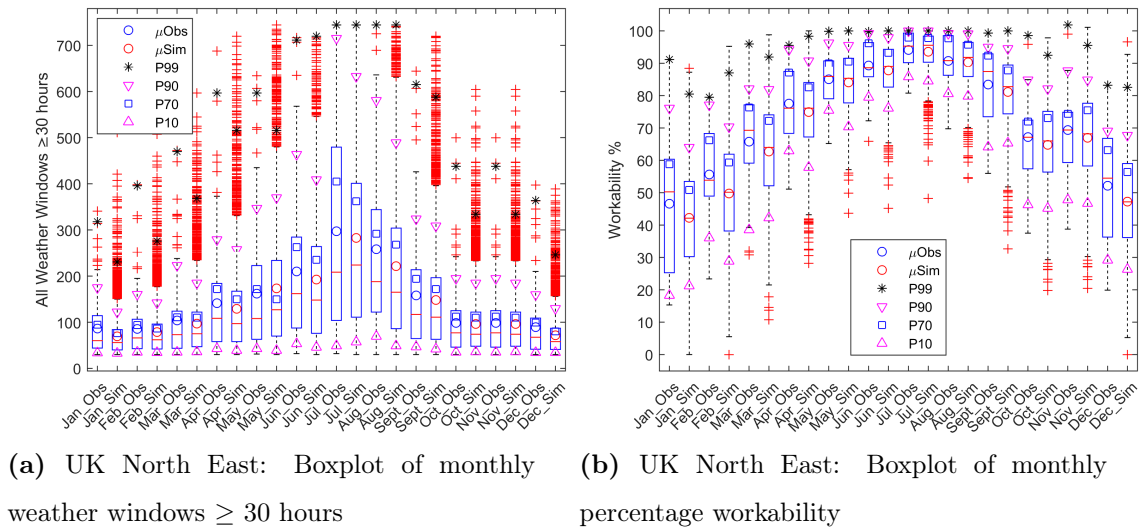 All Weather Windows ≥30 hours
700
600
500
400
300
200
100
0
μObs
μSim
P99
P90
P70
P10
Jan_Obs
Jan_Sim
Feb_Obs
Feb_Sim
Mar_Obs
Mar_Sim
Apr_Obs
Apr_Sim
May_Obs
May_Sim
Jun_Obs
Jun_Sim
Jul_Obs
Jul_Sim
Aug_Obs
Aug_Sim
Sept_Obs
Sept_Sim
Oct_Obs
Oct_Sim
Nov_Obs
Nov_Sim
Dec_Obs
Dec_Sim
(a) UK North East: Boxplot of monthly
weather windows ≥ 30 hours
Workability %
100
90
80
70
60
50
40
30
20
10
0
μObs
μSim
P99
P90
P70
P10
Jan_Obs
Jan_Sim
Feb_Obs
Feb_Sim
Mar_Obs
Mar_Sim
Apr_Obs
Apr_Sim
May_Obs
May_Sim
Jun_Obs
Jun_Sim
Jul_Obs
Jul_Sim
Aug_Obs
Aug_Sim
Sept_Obs
Sept_Sim
Oct_Obs
Oct_Sim
Nov_Obs
Nov_Sim
Dec_Obs
Dec_Sim
(b) UK North East: Boxplot of monthly
percentage workability